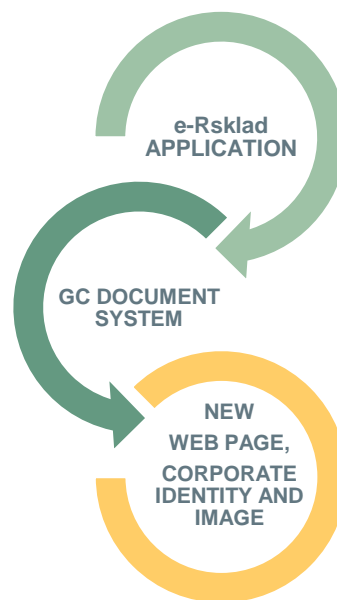 e-Rsklad
APPLICATION
GC DOCUMENT
SYSTEM
NEW
WEB PAGE,
CORPORATE
IDENTITY AND
IMAGE